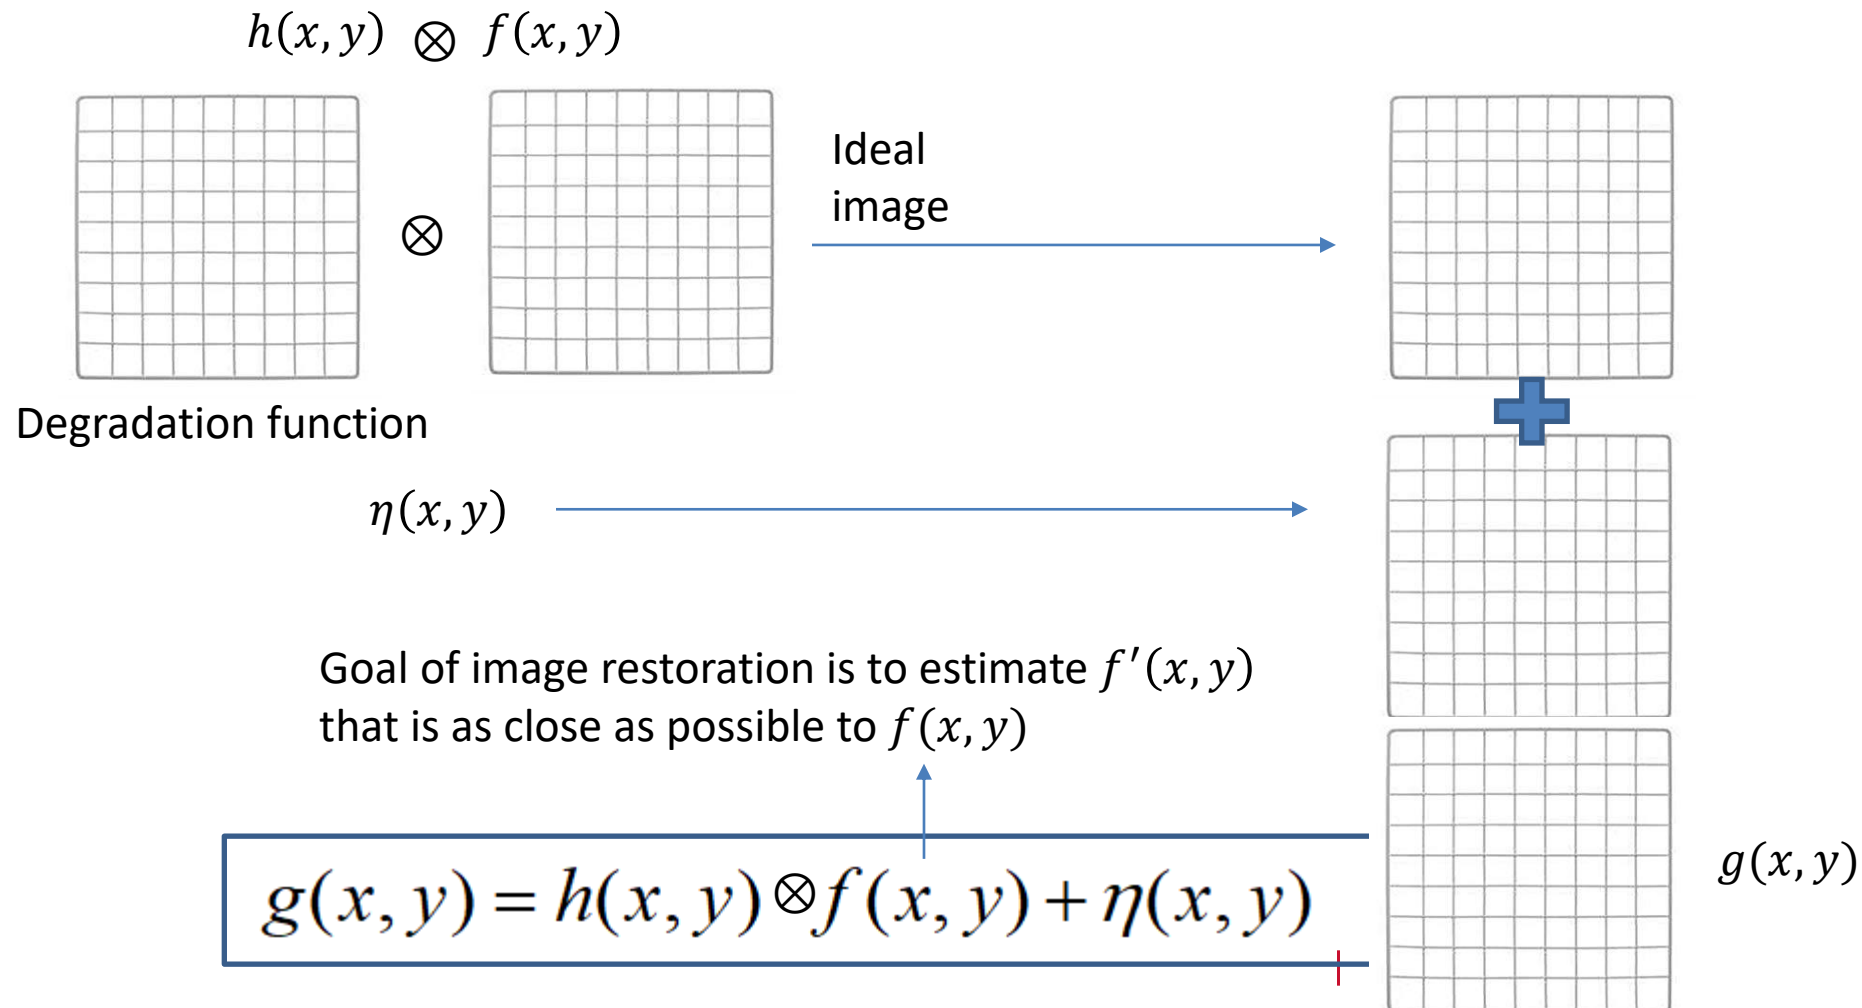 h(x, y) ⊗ f(x, y)
Ideal
image
⊗
Degradation function
η(x, y)
Goal of image restoration is to estimate f′(x, y)
that is as close as possible to f(x, y)
g(x, y) = h(x, y) ⊗ f(x, y) + η(x, y)
g(x, y)